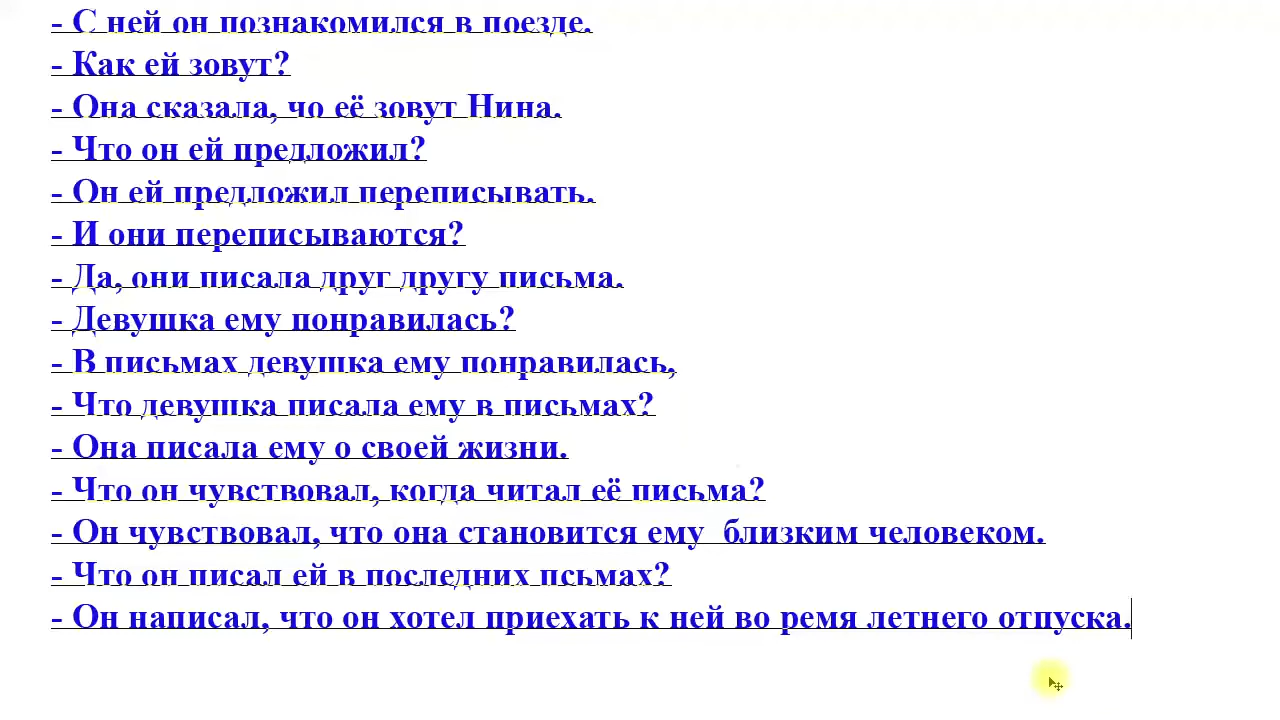 - С ней он познакомился в поезде.
- Как ей зовут?
- Она сказала, чо её зовут Нина.
- Что он ей предложил?
- Он ей предложил переписывать.
- И они переписываются?
- Да, они писала друг другу письма.
- Девушка ему понравилась?
- В письмах девушка ему понравилась,
- Что девушка писала ему в письмах?
- Она писала ему о своей жизни.
- Что он чувствовал, когда читал её письма?
- Он чувствовал, что она становится ему  близким человеком.
- Что он писал ей в последних псьмах?
- Он написал, что он хотел приехать к ней во ремя летнего отпуска.